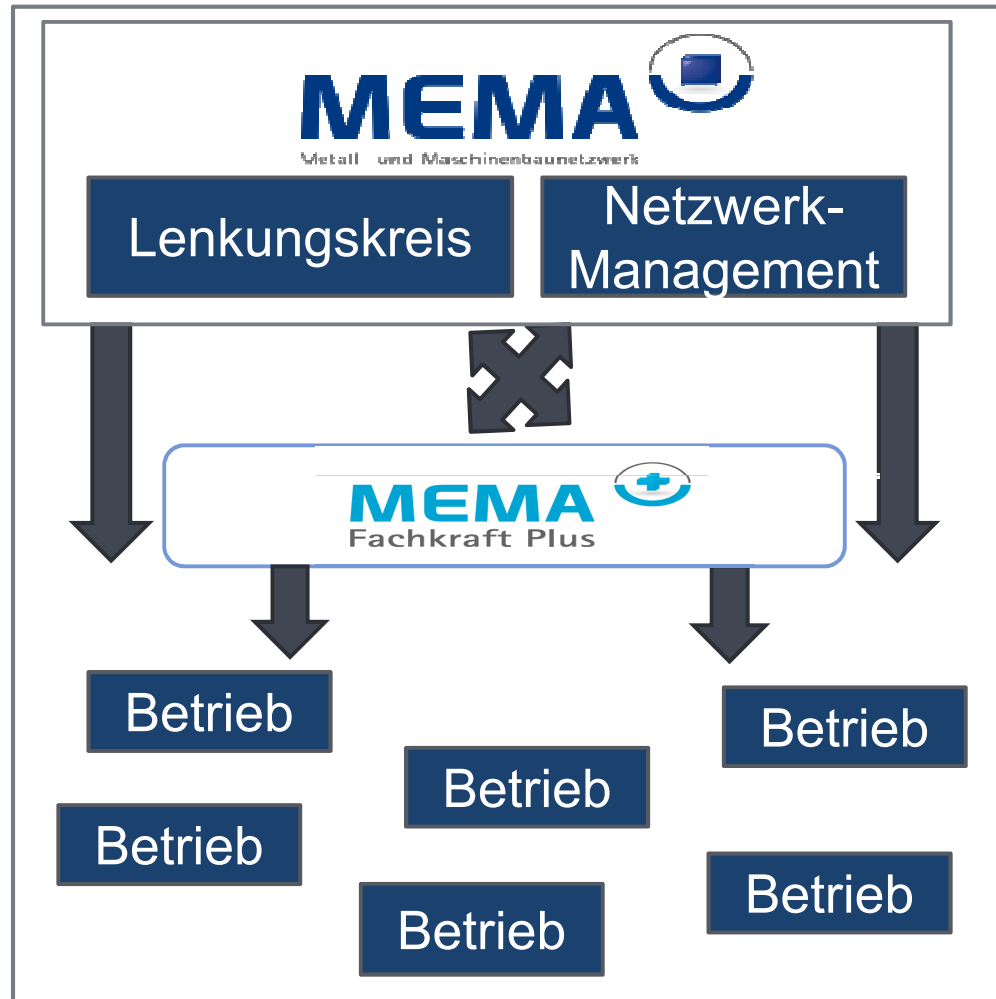 MEMA
Metall- und Maschinenbaunetzwerk
Lenkungskreis
Netzwerk-
Management
MEMA
Fachkraft Plus
Betrieb
Betrieb
Betrieb
Betrieb
Betrieb
Betrieb